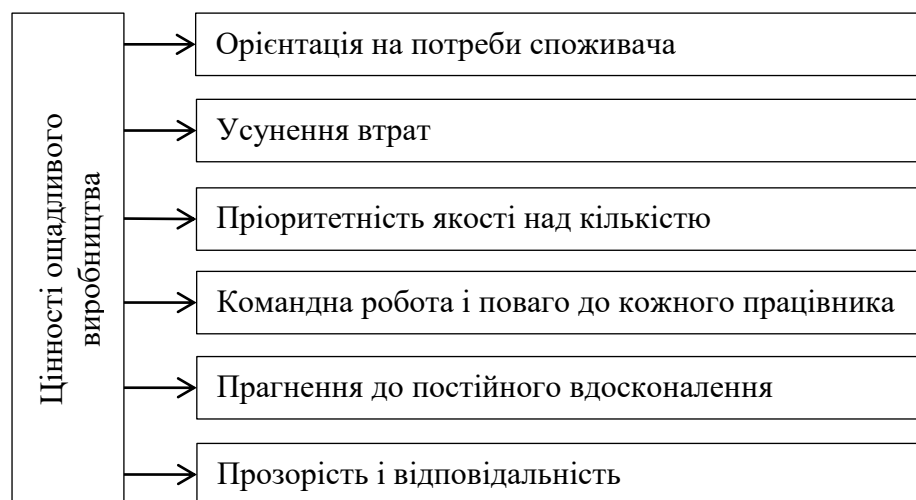 Цінності ощадливого
виробництва
Орієнтація на потреби споживача
Усунення втрат
Пріоритетність якості над кількістю
Командна робота і поваго до кожного працівника
Прагнення до постійного вдосконалення
Прозорість і відповідальність